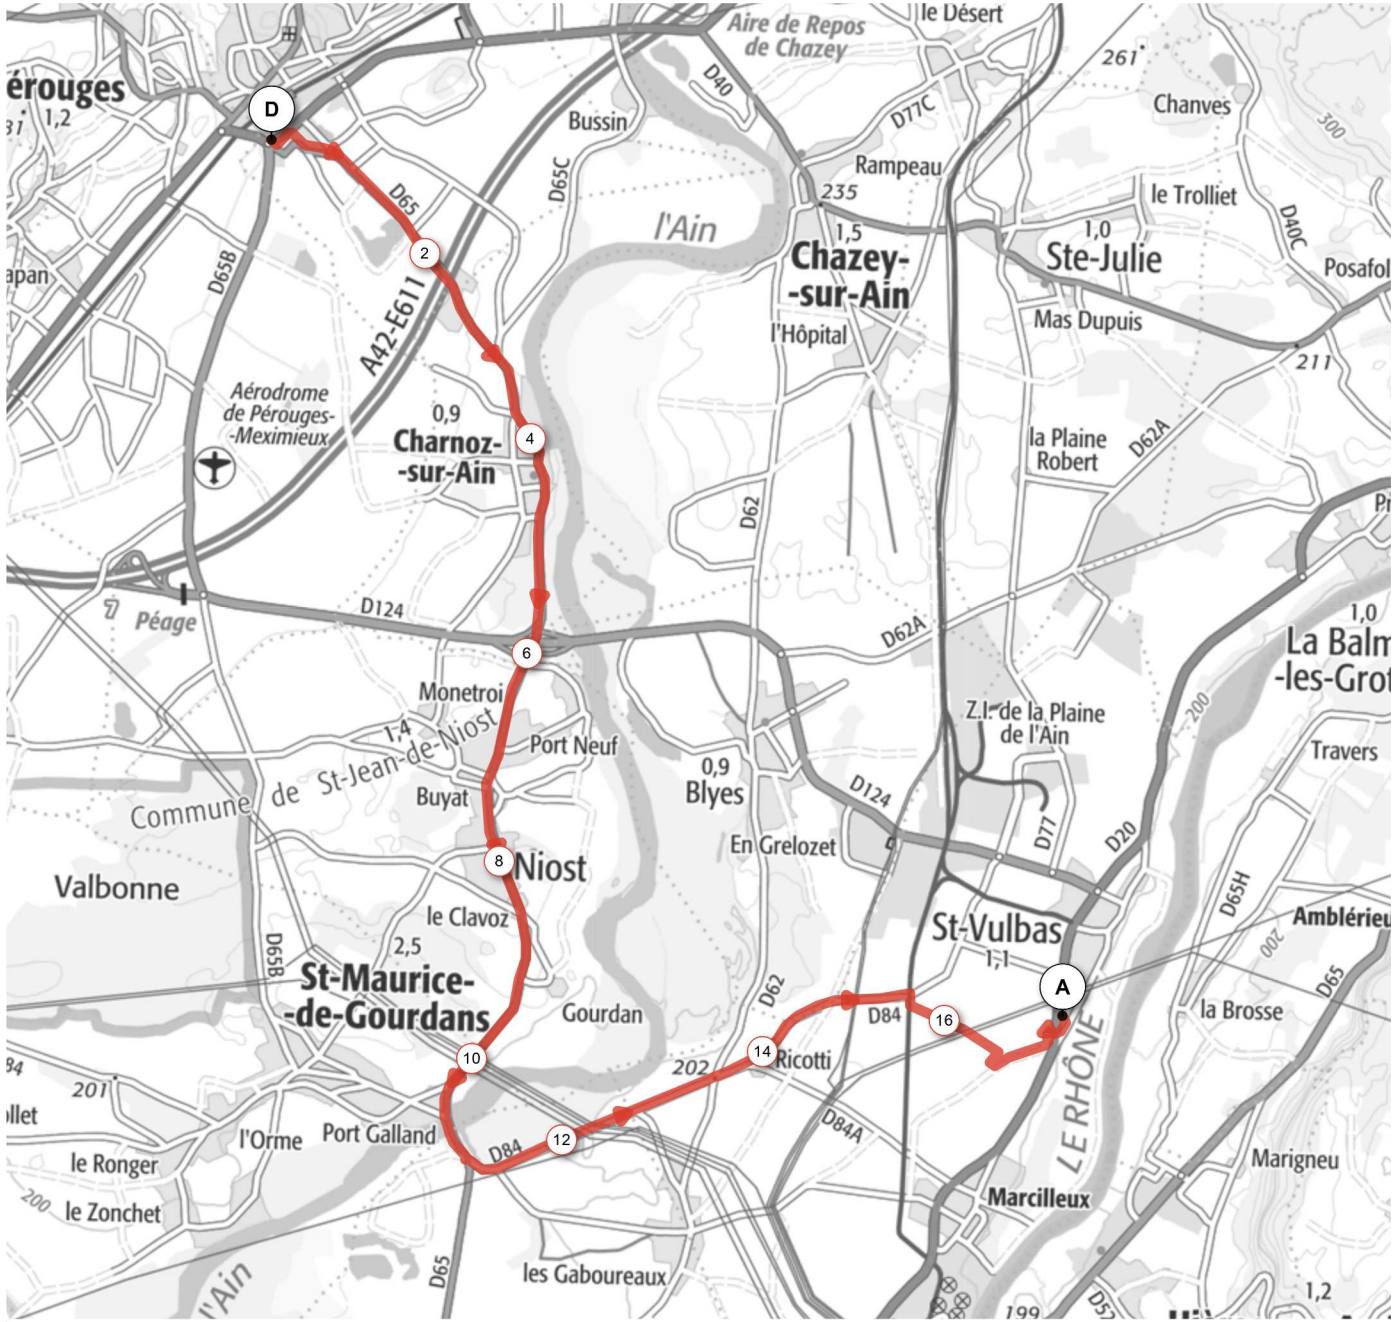 le Désert
Aire de Repos
de Chazey
261
érouges
1,2
D
D40
D77C
Chanves
300
Bussin
Rampeau
D65C
235
le Trolliet
D65
l'Ain
1,5
1,0
D40C
2
Chazey-
-sur-Ain
Ste-Julie
Posafol
apan
D65B
A42-E611
l'Hôpital
Mas Dupuis
211
Aérodrome
de Pérouges-
-Meximieux
0,9
Charnoz-
-sur-Ain
4
la Plaine
Robert
D62A
D62
D124
7
Péage
D62A
1,0
La Balm
-les-Grot
6
Monetroi
1,4
Port Neuf
Z.I. de la Plaine
de l'Ain
200
Travers
Commune de St-Jean-de-Niost
Buyat
0,9
Blyes
D124
D77
D20
En Grelozet
8
Niost
Valbonne
D65H
le Clavoz
St-Vulbas
1,1
Amblérieu
2,5
D65B
St-Maurice-
-de-Gourdans
Gourdan
D62
A
200
D65
la Brosse
D84
16
10
14
Ricotti
202
84
201
LE RHÔNE
ollet
l'Orme
Port Galland
D84
12
D84A
le Ronger
Marigneu
200
le Zonchet
Marcilleux
l'Ain
D65
les Gaboureaux
199
D52
1,2